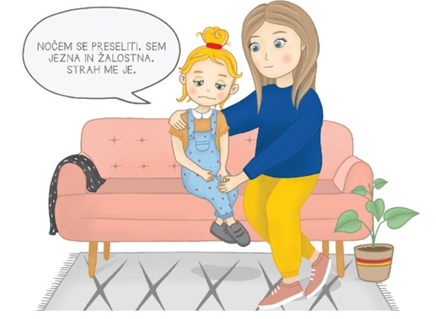 NOČEM SE PRESELITI. SEM
JEZNA IN ŽALOSTNA.
STRAH ME JE.